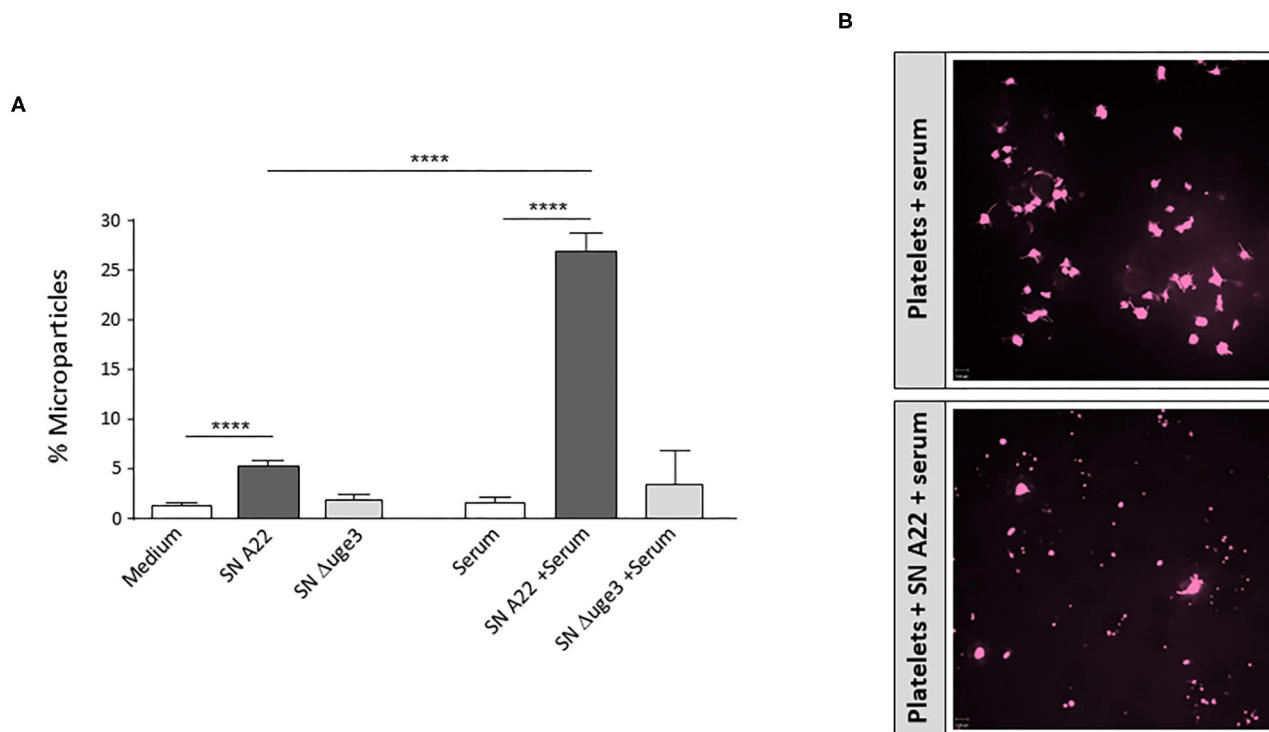 A
B
****
****
****
30
25
20
15
10
5
0
% Microparticles
Medium
SN A22
SN Δuge3
Serum
SN A22 +Serum
SN Δuge3 +Serum
Platelets + serum
Platelets + SN A22 + serum